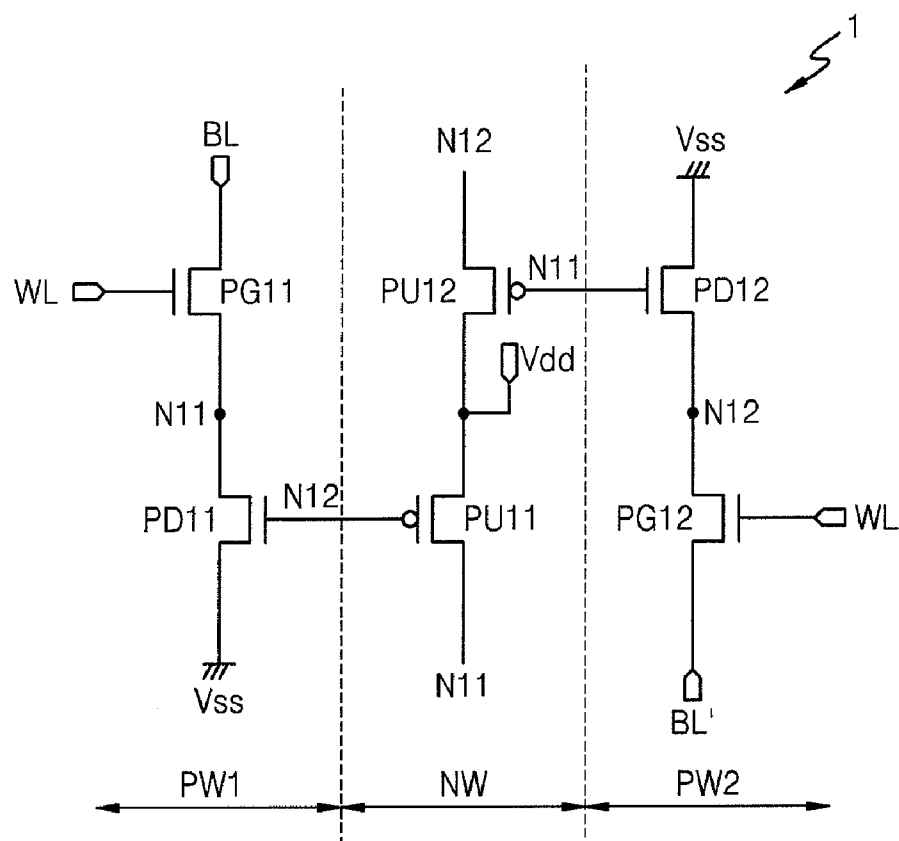 1
BL
N12
Vss
WL
PG11
PU12
N11
PD12
Vdd
N11
N12
PD11
N12
PU11
PG12
WL
Vss
N11
BL'
PW1
NW
PW2